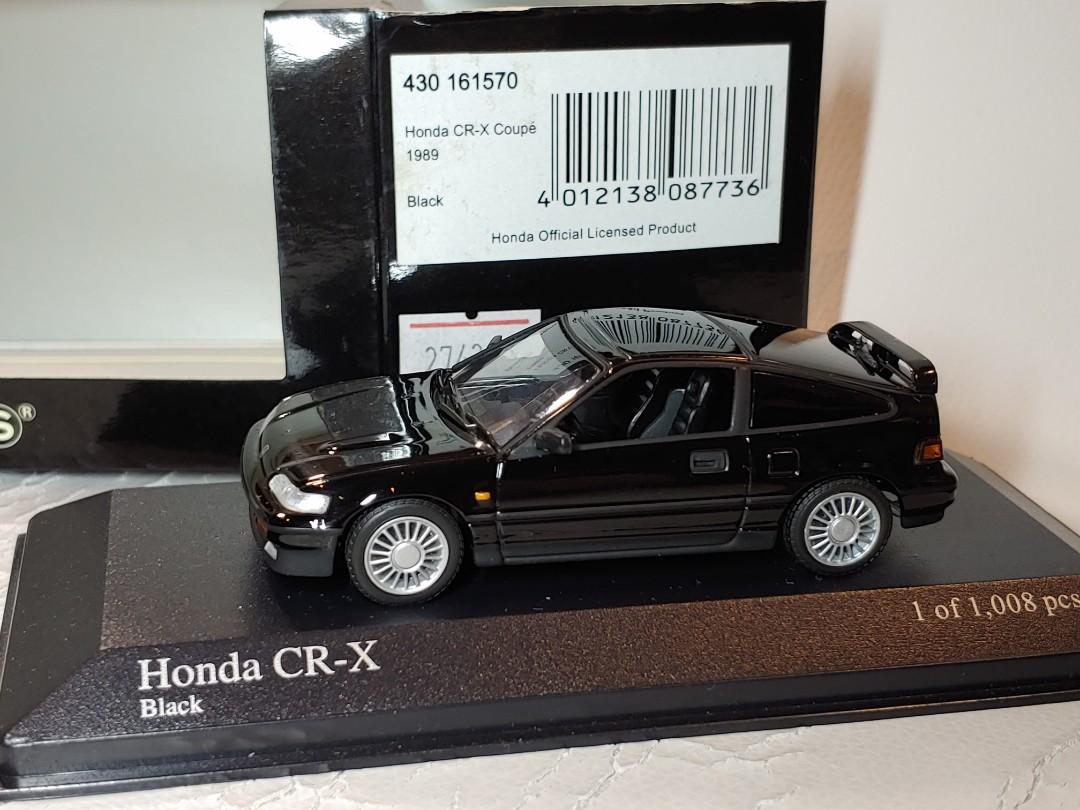 430 161570
Honda CR-X Coupé
1989
Black
4 012138 087736
Honda Official Licensed Product
S®
Honda CR-X
Black
1 of 1,008 pcs